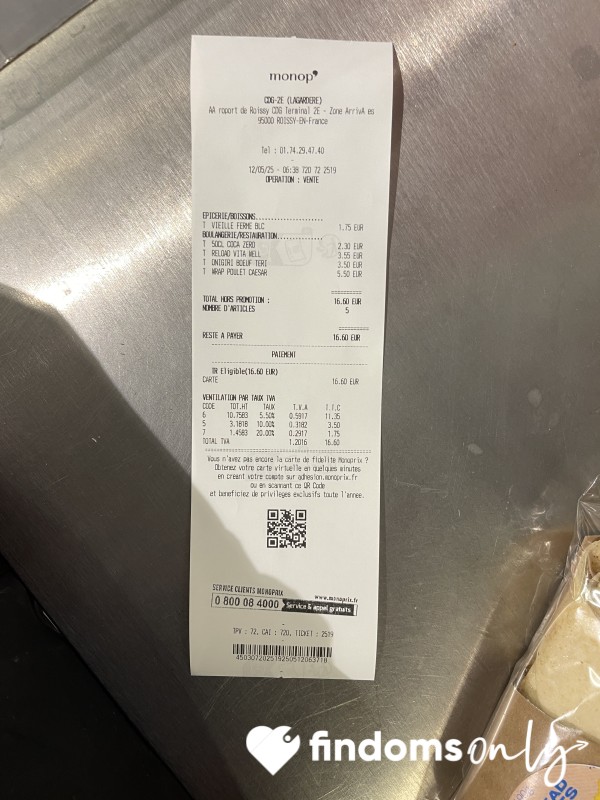 monop'
CDG-2E (LAGARDERE)
AA roport de Roissy CDG Terminal 2E - Zone ArrivA es
95000 ROISSY-EN-France
Tel : 01.74.29.47.40
-
12/05/25 - 06:38 720 72 2519
OPERATION : VENTE
EPICERIE/BOISSONS.....................
1 VIEILLE FERME BLC 1.75 EUR
BOULANGERIE/RESTAURATION..............
1 50CL COCA ZERO 2.30 EUR
1 RELOAD VITA WELL 3.55 EUR
1 ONIGIRI BOEUF TERI 3.50 EUR
1 WRAP POULET CAESAR 5.50 EUR
==========
TOTAL HORS PROMOTION : 16.60 EUR
NOMBRE D'ARTICLES 5
==========
RESTE A PAYER 16.60 EUR
PAIEMENT
TR Eligible(16.60 EUR)
CARTE 16.60 EUR
VENTILATION PAR TAUX TVA
CODE TOT.HT TAUX T.V.A T.T.C
6 10.7583 5.50% 0.5917 11.35
5 3.1818 10.00% 0.3182 3.50
7 1.4583 20.00% 0.2917 1.75
TOTAL TVA 1.2016 16.60
Vous n'avez pas encore la carte de fidelite Monoprix ?
Obtenez votre carte virtuelle en quelques minutes
en creant votre compte sur adhesion.monoprix.fr
ou en scannant ce QR Code
et beneficiez de privileges exclusifs toute l'annee.
SERVICE CLIENTS MONOPRIX www.monoprix.fr
0 800 08 4000 Service & appel gratuits
-
TPV : 72, CAI : 720, TICKET : 2519
-
45030720251926051206371B
findomsonly